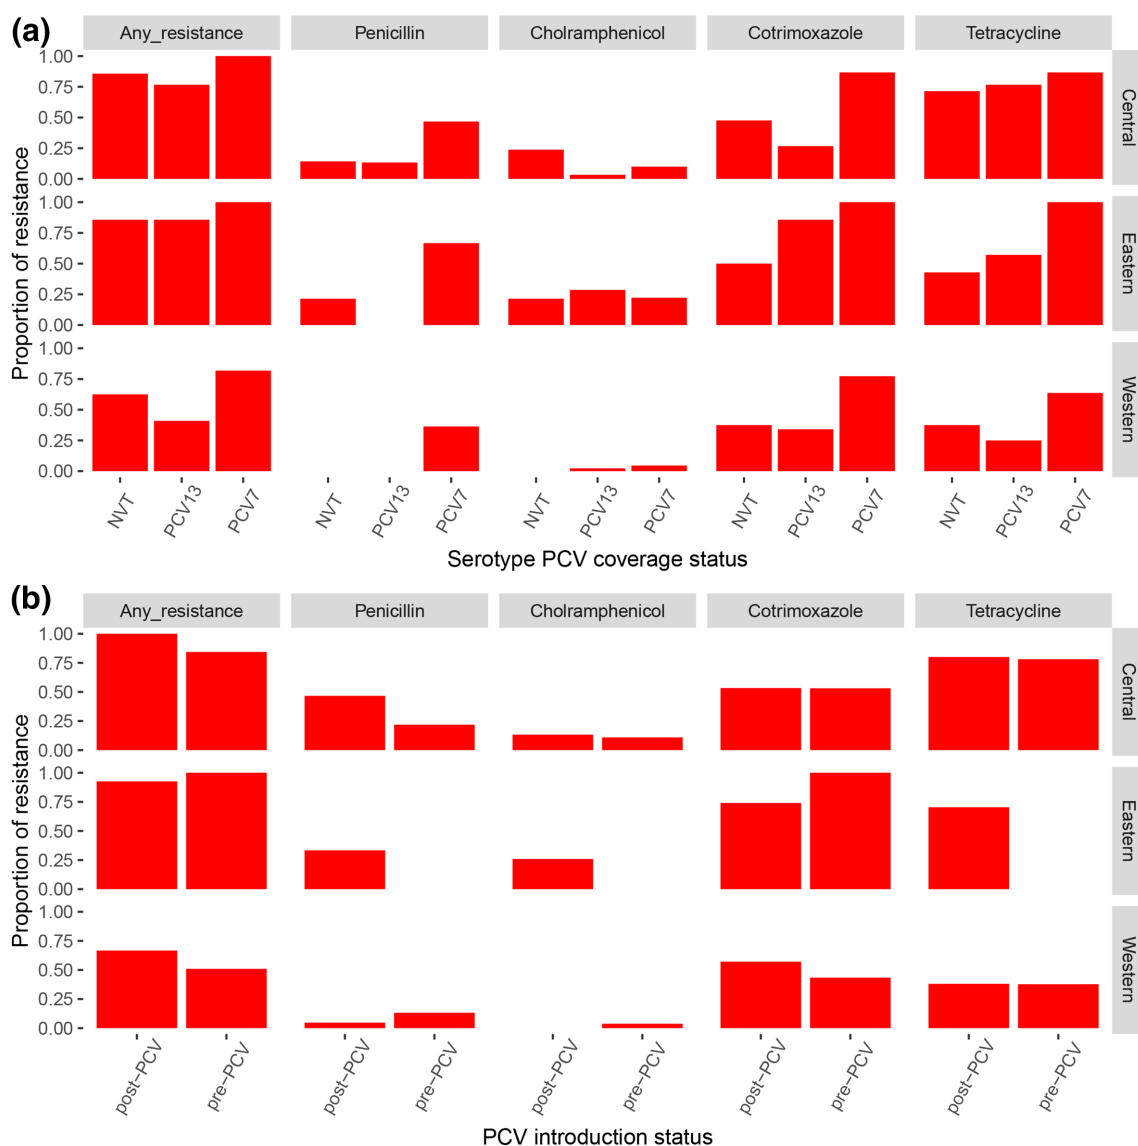 (a)
Any_resistance Penicillin Cholramphenicol Cotrimoxazole Tetracycline
Proportion of resistance
1.00
0.75
0.50
0.25
0.00
Central
1.00
0.75
0.50
0.25
0.00
Eastern
1.00
0.75
0.50
0.25
0.00
Western
NVT PCV13 PCV7 NVT PCV13 PCV7 NVT PCV13 PCV7 NVT PCV13 PCV7 NVT PCV13 PCV7
Serotype PCV coverage status
(b)
Any_resistance Penicillin Cholramphenicol Cotrimoxazole Tetracycline
Proportion of resistance
1.00
0.75
0.50
0.25
0.00
Central
1.00
0.75
0.50
0.25
0.00
Eastern
1.00
0.75
0.50
0.25
0.00
Western
post−PCV pre−PCV post−PCV pre−PCV post−PCV pre−PCV post−PCV pre−PCV post−PCV pre−PCV
PCV introduction status